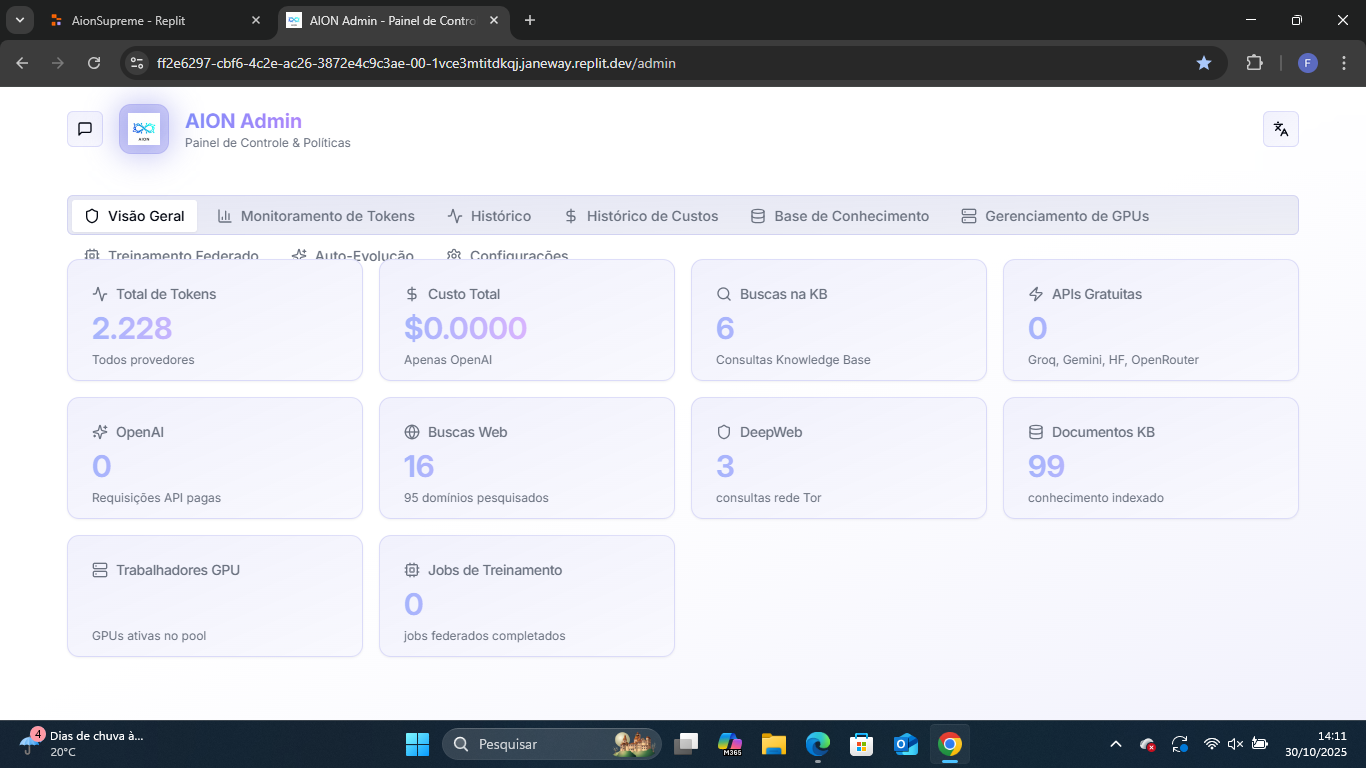 AionSupreme - Replit
AION Admin - Painel de Contro
ff2e6297-cbf6-4c2e-ac26-3872e4c9c3ae-00-1vce3mtitdkqj.janeway.replit.dev/admin
F
AION
AION Admin
Painel de Controle & Políticas
Visão Geral
Monitoramento de Tokens
Histórico
Histórico de Custos
Base de Conhecimento
Gerenciamento de GPUs
Treinamento Federado
Auto-Evolução
Configurações
Total de Tokens
2.228
Todos provedores
Custo Total
$0.0000
Apenas OpenAI
Buscas na KB
6
Consultas Knowledge Base
APIs Gratuitas
0
Groq, Gemini, HF, OpenRouter
OpenAI
0
Requisições API pagas
Buscas Web
16
95 domínios pesquisados
DeepWeb
3
consultas rede Tor
Documentos KB
99
conhecimento indexado
Trabalhadores GPU
GPUs ativas no pool
Jobs de Treinamento
0
jobs federados completados
4
Dias de chuva à...
20°C
Pesquisar
M365
14:11
30/10/2025